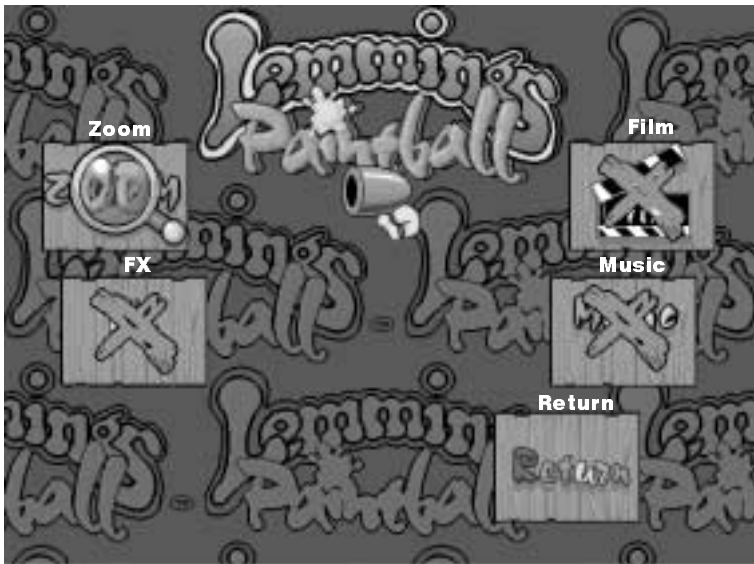 Lemmings
Paintball
Zoom
Film
ZOOM
FX
Music
Return
Return